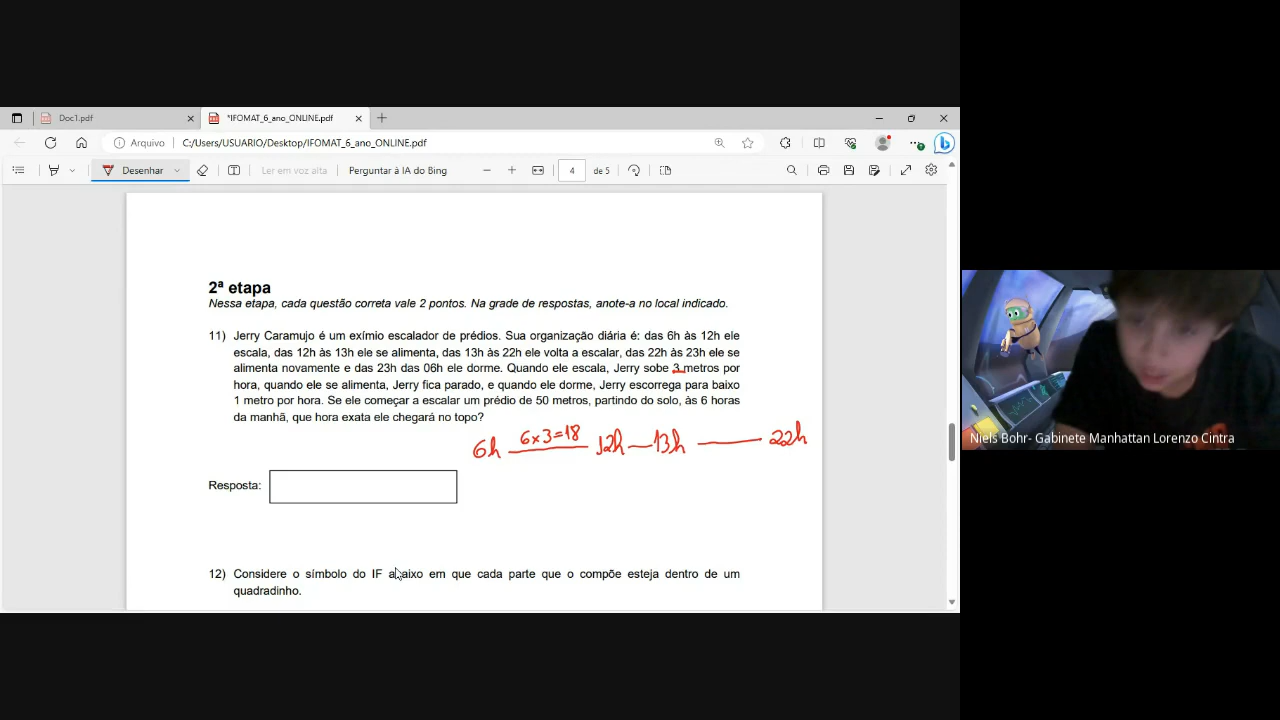 Doc1.pdf
*IFOMAT_6_ano_ONLINE.pdf
Arquivo
C:/Users/USUARIO/Desktop/IFOMAT_6_ano_ONLINE.pdf
Desenhar
Ler em voz alta
Perguntar à IA do Bing
4
de 5
2ª etapa
Nessa etapa, cada questão correta vale 2 pontos. Na grade de respostas, anote-a no local indicado.
11) Jerry Caramujo é um exímio escalador de prédios. Sua organização diária é: das 6h às 12h ele
escala, das 12h às 13h ele se alimenta, das 13h às 22h ele volta a escalar, das 22h às 23h ele se
alimenta novamente e das 23h das 06h ele dorme. Quando ele escala, Jerry sobe 3 metros por
hora, quando ele se alimenta, Jerry fica parado, e quando ele dorme, Jerry escorrega para baixo
1 metro por hora. Se ele começar a escalar um prédio de 50 metros, partindo do solo, às 6 horas
da manhã, que hora exata ele chegará no topo?
6h 6x3=18 12h 13h 22h
Niels Bohr- Gabinete Manhattan Lorenzo Cintra
Resposta:
12) Considere o símbolo do IF abaixo em que cada parte que o compõe esteja dentro de um
quadradinho.